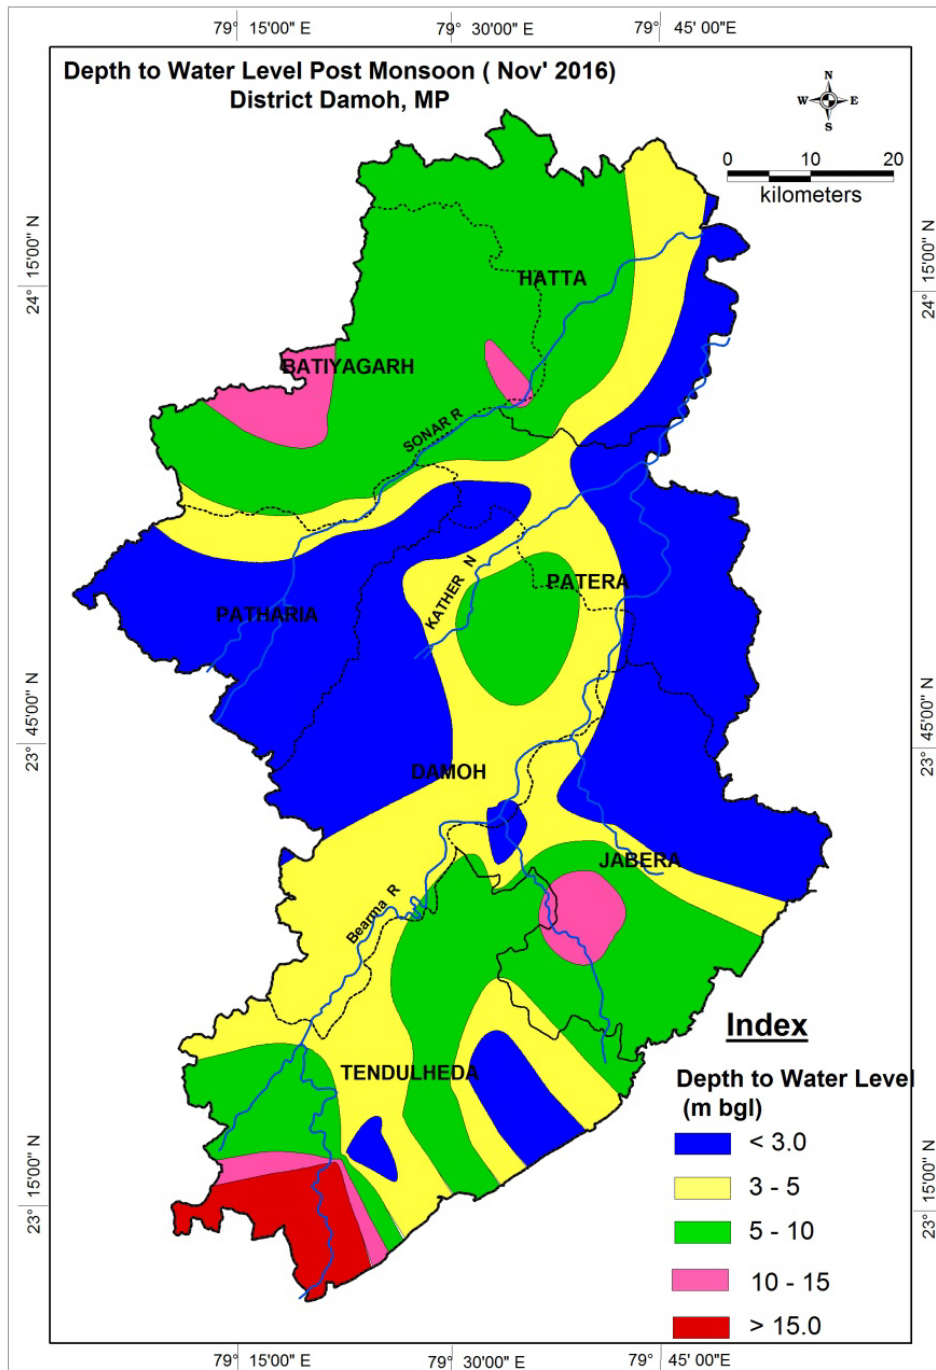 79° 15'00" E 79° 30'00" E 79° 45' 00"E
Depth to Water Level Post Monsoon ( Nov' 2016)
District Damoh, MP
N
W E
S
0 10 20
kilometers
24° 15'00" N
24° 15'00" N
HATTA
BATIYAGARH
SONAR R
KATHER N
PATERA
PATHARIA
23° 45'00" N
23° 45'00" N
DAMOH
JABERA
Bearma R
TENDULHEDA
23° 15'00" N
23° 15'00" N
Index
Depth to Water Level
(m bgl)
< 3.0
3 - 5
5 - 10
10 - 15
> 15.0
79° 15'00" E 79° 30'00" E 79° 45' 00"E